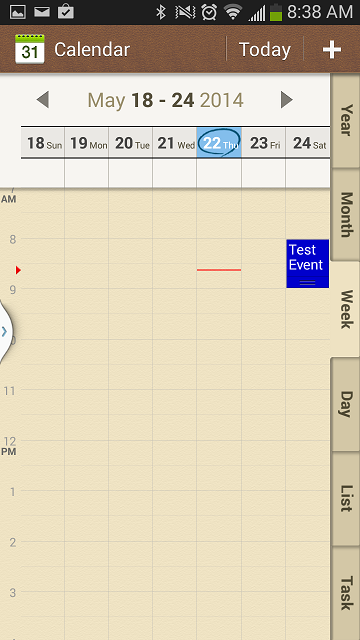 8:38 AM
31 Calendar Today +
May 18 - 24 2014
18 Sun 19 Mon 20 Tue 21 Wed 22 Thu 23 Fri 24 Sat
AM
8
9
11
12
PM
1
2
3
Test
Event
Year
Month
Week
Day
List
Task